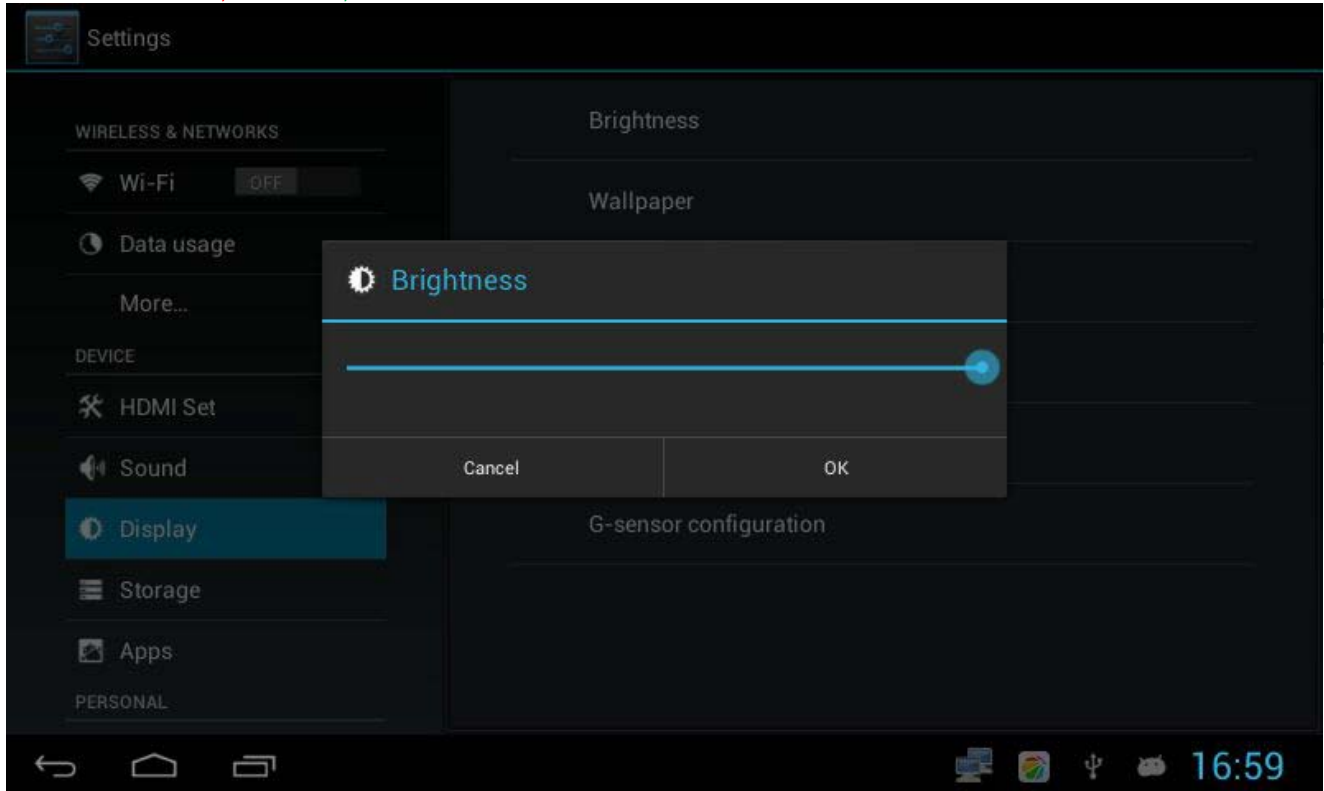 Settings
WIRELESS & NETWORKS
Wi-Fi OFF
Data usage
More...
DEVICE
HDMI Set
Sound
Display
Storage
Apps
PERSONAL
Brightness
Wallpaper
G-sensor configuration
Brightness
Cancel OK
16:59